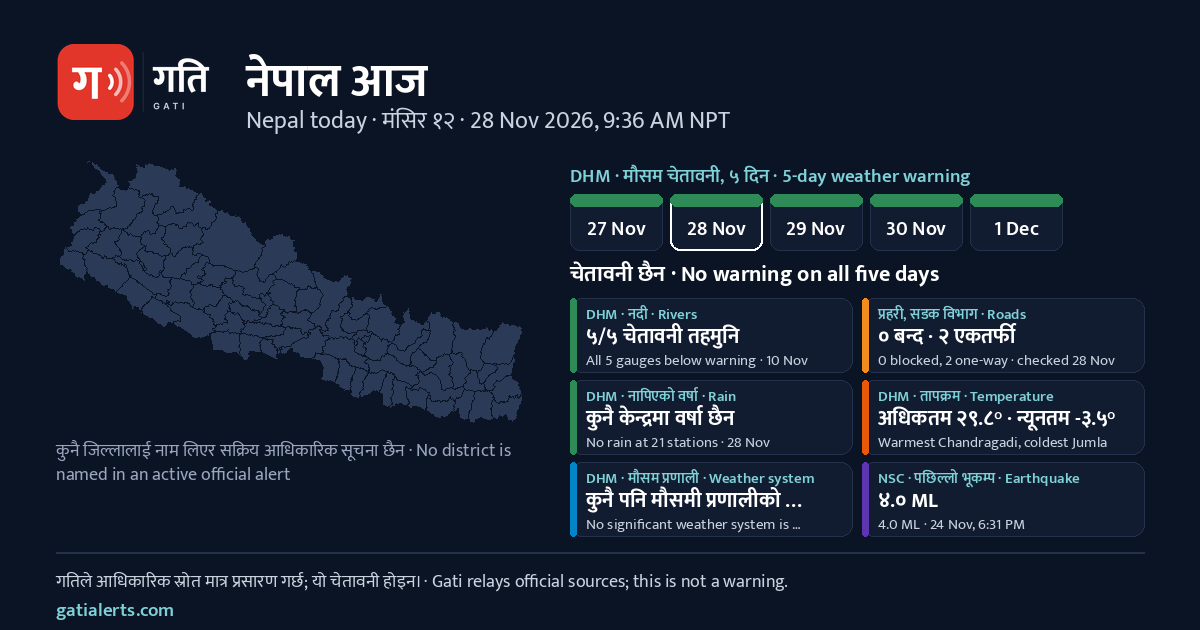 ग
गति
GATI
नेपाल आज
Nepal today · मंसिर १२ · 28 Nov 2026, 9:36 AM NPT
DHM · मौसम चेतावनी, ५ दिन · 5-day weather warning
27 Nov
28 Nov
29 Nov
30 Nov
1 Dec
चेतावनी छैन · No warning on all five days
DHM · नदी · Rivers
५/५ चेतावनी तहमुनि
All 5 gauges below warning · 10 Nov
प्रहरी, सडक विभाग · Roads
० बन्द · २ एकतर्फी
0 blocked, 2 one-way · checked 28 Nov
DHM · नापिएको वर्षा · Rain
कुनै केन्द्रमा वर्षा छैन
No rain at 21 stations · 28 Nov
DHM · तापक्रम · Temperature
अधिकतम २९.८° · न्यूनतम -३.५°
Warmest Chandragadi, coldest Jumla
DHM · मौसम प्रणाली · Weather system
कुनै पनि मौसमी प्रणालीको ...
No significant weather system is ...
NSC · पछिल्लो भूकम्प · Earthquake
४.० ML
4.0 ML · 24 Nov, 6:31 PM
कुनै जिल्लालाई नाम लिएर सक्रिय आधिकारिक सूचना छैन · No district is
named in an active official alert
गतिले आधिकारिक स्रोत मात्र प्रसारण गर्छ; यो चेतावनी होइन। · Gati relays official sources; this is not a warning.
gatialerts.com